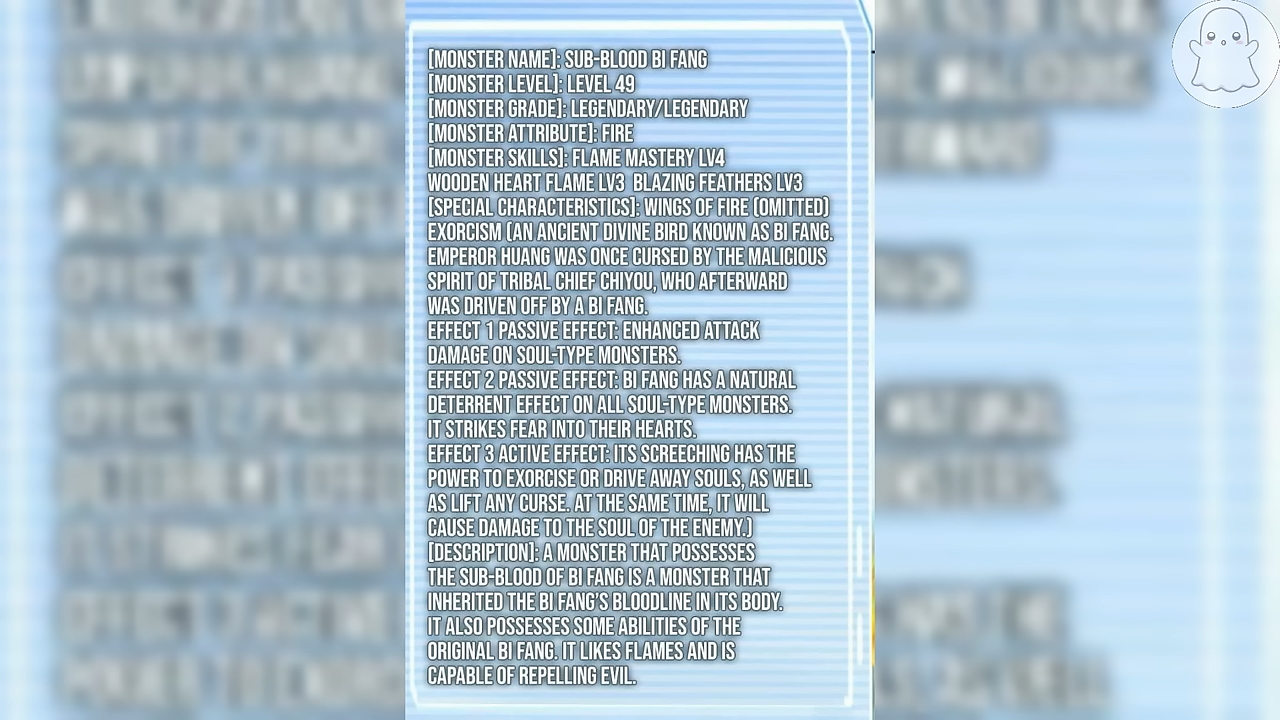 [MONSTER NAME]: SUB-BLOOD BI FANG
[MONSTER LEVEL]: LEVEL 49
[MONSTER GRADE]: LEGENDARY/LEGENDARY
[MONSTER ATTRIBUTE]: FIRE
[MONSTER SKILLS]: FLAME MASTERY LV4
WOODEN HEART FLAME LV3 BLAZING FEATHERS LV3
[SPECIAL CHARACTERISTICS]: WINGS OF FIRE (OMITTED)
EXORCISM (AN ANCIENT DIVINE BIRD KNOWN AS BI FANG.
EMPEROR HUANG WAS ONCE CURSED BY THE MALICIOUS
SPIRIT OF TRIBAL CHIEF CHIYOU, WHO AFTERWARD
WAS DRIVEN OFF BY A BI FANG.
EFFECT 1 PASSIVE EFFECT: ENHANCED ATTACK
DAMAGE ON SOUL-TYPE MONSTERS.
EFFECT 2 PASSIVE EFFECT: BI FANG HAS A NATURAL
DETERRENT EFFECT ON ALL SOUL-TYPE MONSTERS.
IT STRIKES FEAR INTO THEIR HEARTS.
EFFECT 3 ACTIVE EFFECT: ITS SCREECHING HAS THE
POWER TO EXORCISE OR DRIVE AWAY SOULS, AS WELL
AS LIFT ANY CURSE. AT THE SAME TIME, IT WILL
CAUSE DAMAGE TO THE SOUL OF THE ENEMY.)
[DESCRIPTION]: A MONSTER THAT POSSESSES
THE SUB-BLOOD OF BI FANG IS A MONSTER THAT
INHERITED THE BI FANG'S BLOODLINE IN ITS BODY.
IT ALSO POSSESSES SOME ABILITIES OF THE
ORIGINAL BI FANG. IT LIKES FLAMES AND IS
CAPABLE OF REPELLING EVIL.